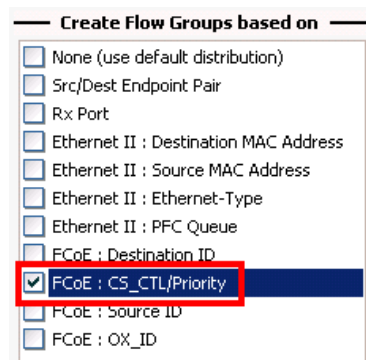 Create Flow Groups based on
None (use default distribution)
Src/Dest Endpoint Pair
Rx Port
Ethernet II : Destination MAC Address
Ethernet II : Source MAC Address
Ethernet II : Ethernet-Type
Ethernet II : PFC Queue
FCoE : Destination ID
FCoE : CS_CTL/Priority
FCoE : Source ID
FCoE : OX_ID